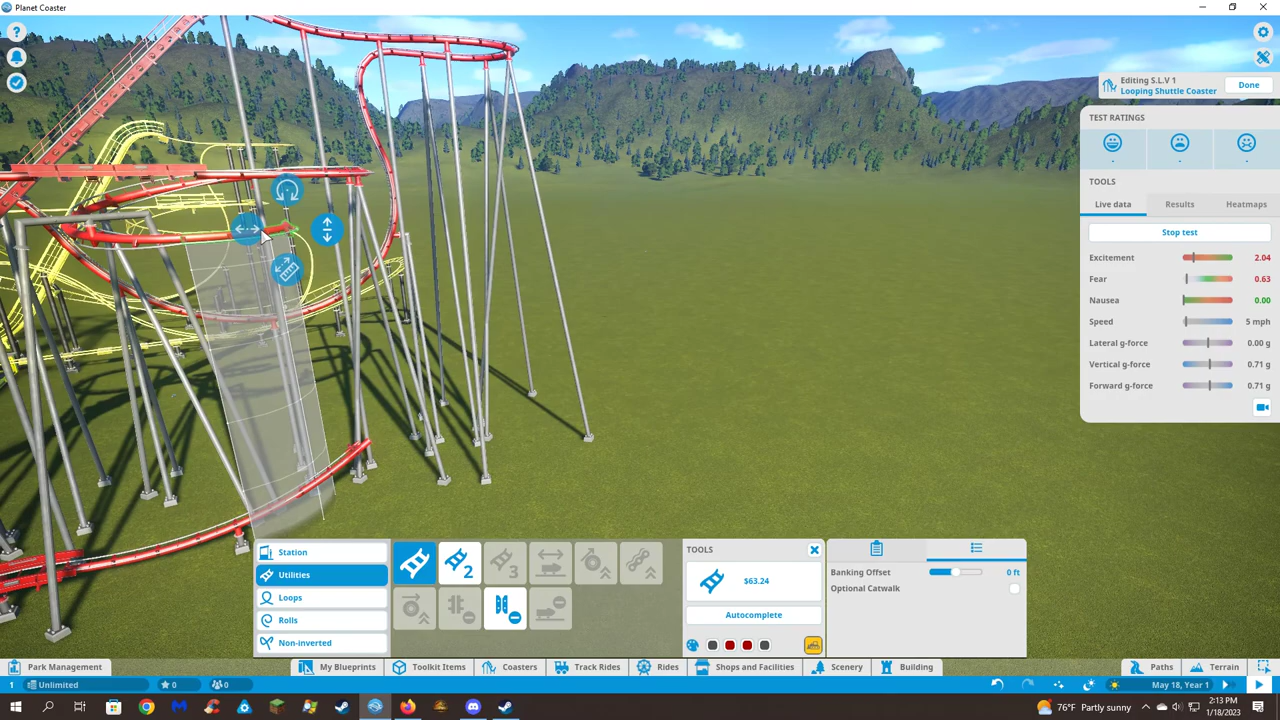 Planet Coaster
Editing S.L.V 1
Looping Shuttle Coaster
Done
TEST RATINGS
- - -
TOOLS
Live data Results Heatmaps
Stop test
Excitement 2.04
Fear 0.63
Nausea 0.00
Speed 5 mph
Lateral g-force 0.00 g
Vertical g-force 0.71 g
Forward g-force 0.71 g
Station
Utilities
Loops
Rolls
Non-inverted
2
3
TOOLS
$63.24
Autocomplete
Banking Offset 0 ft
Optional Catwalk
Park Management My Blueprints Toolkit Items Coasters Track Rides Rides Shops and Facilities Scenery Building Paths Terrain
1 Unlimited 0 0 May 18, Year 1
76°F Partly sunny 2:13 PM
1/18/2023